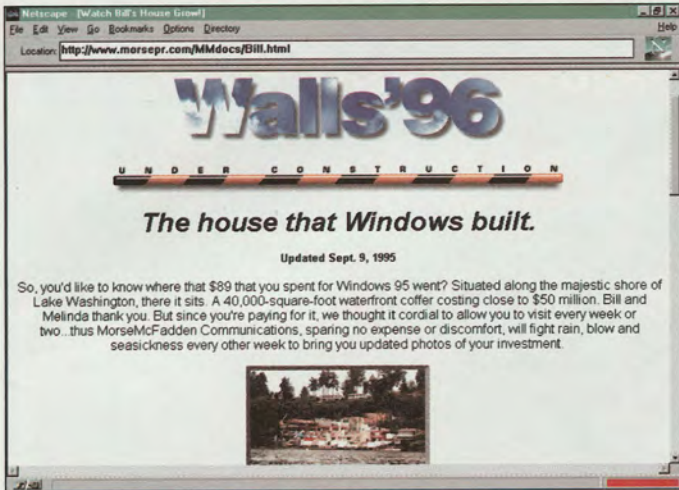 Netscape [Watch Bill's House Grow!]
File Edit View Go Bookmarks Options Directory Help
Location: http://www.morsepr.com/MMdocs/Bill.html
Walls'96
UNDER CONSTRUCTION
The house that Windows built.
Updated Sept. 9, 1995
So, you'd like to know where that $89 that you spent for Windows 95 went? Situated along the majestic shore of
Lake Washington, there it sits. A 40,000-square-foot waterfront coffer costing close to $50 million. Bill and
Melinda thank you. But since you're paying for it, we thought it cordial to allow you to visit every week or
two...thus MorseMcFadden Communications, sparing no expense or discomfort, will fight rain, blow and
seasickness every other week to bring you updated photos of your investment.